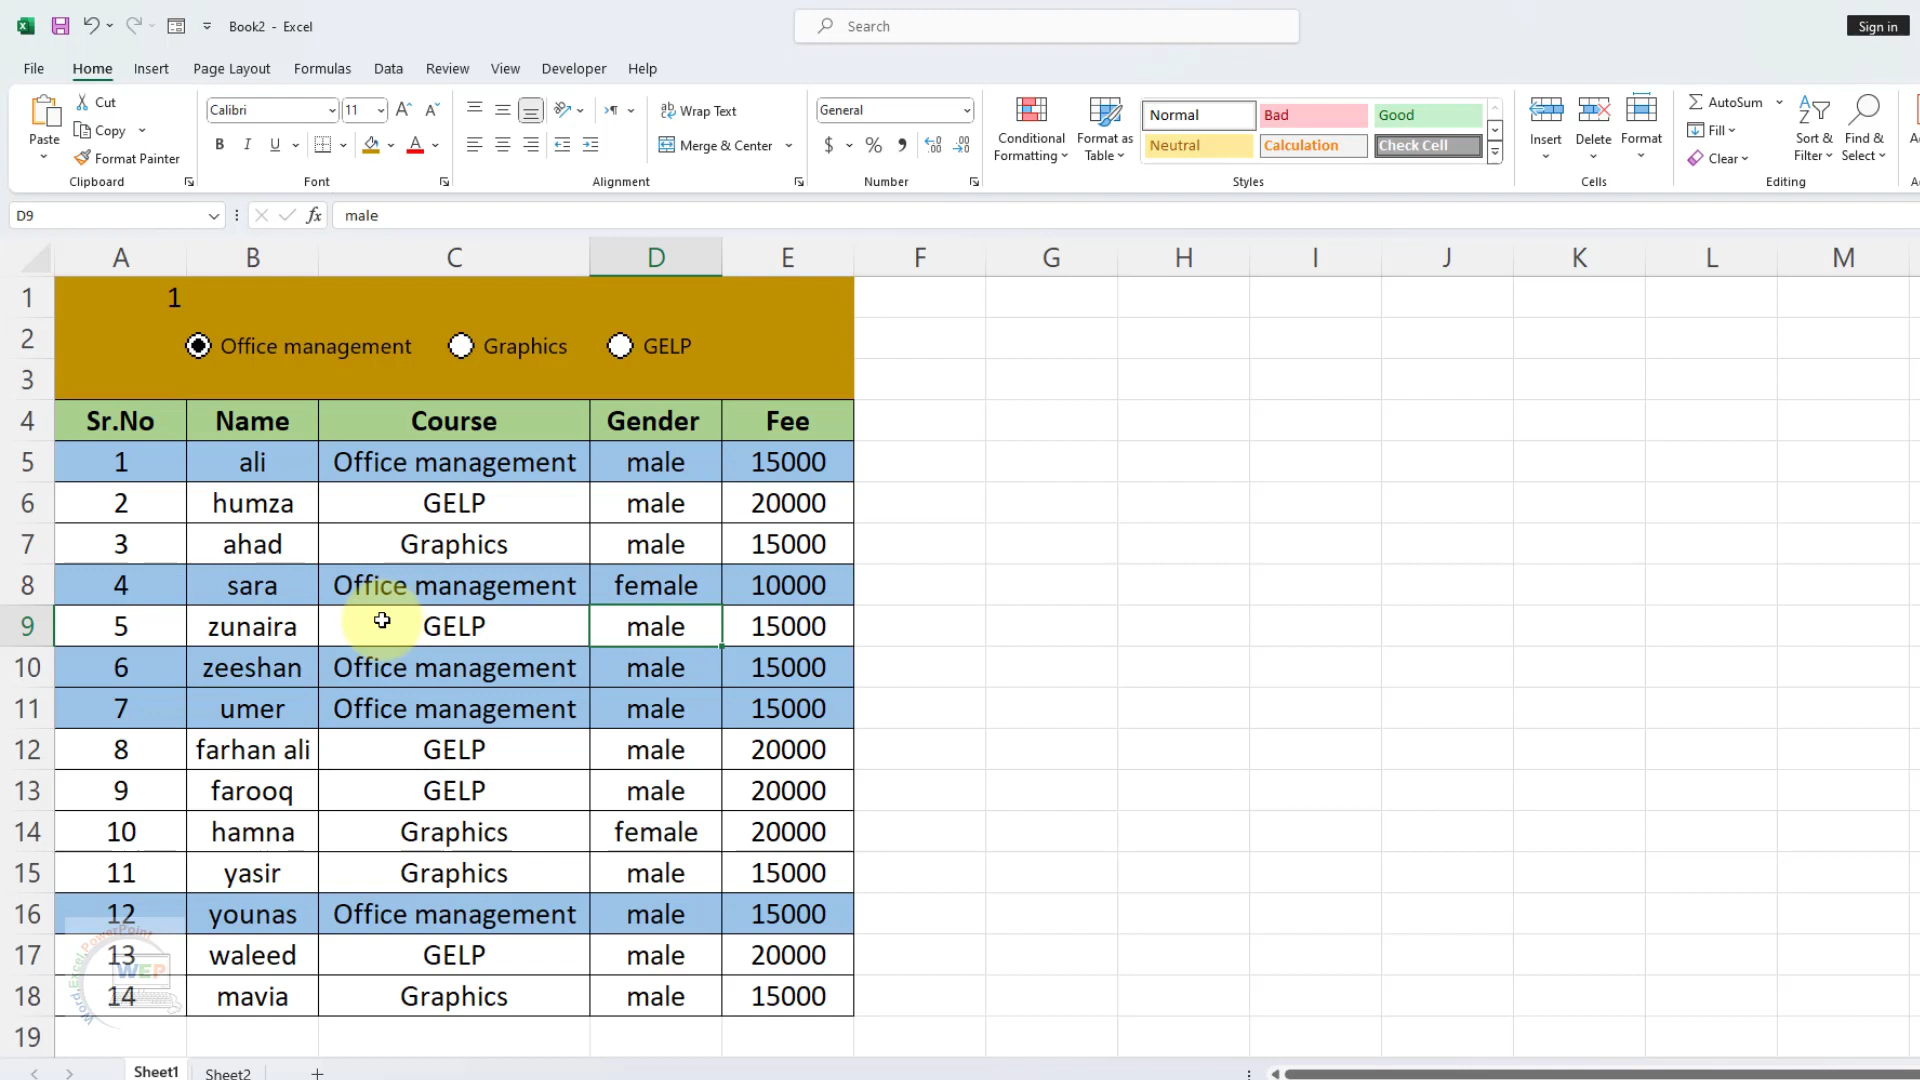 Book2 - Excel
Search
Sign in
File Home Insert Page Layout Formulas Data Review View Developer Help
Paste
Cut
Copy
Format Painter
Clipboard
Calibri 11
B I U
Font
Wrap Text
Merge & Center
Alignment
General
$ %
Number
Conditional Formatting
Format as Table
Normal Bad Good
Neutral Calculation Check Cell
Styles
Insert Delete Format
Cells
AutoSum
Fill
Clear
Sort & Filter
Find & Select
Editing
D9 fx male
A B C D E F G H I J K L M
1 1
2 Office management Graphics GELP
3
4 Sr.No Name Course Gender Fee
5 1 ali Office management male 15000
6 2 humza GELP male 20000
7 3 ahad Graphics male 15000
8 4 sara Office management female 10000
9 5 zunaira GELP male 15000
10 6 zeeshan Office management male 15000
11 7 umer Office management male 15000
12 8 farhan ali GELP male 20000
13 9 farooq GELP male 20000
14 10 hamna Graphics female 20000
15 11 yasir Graphics male 15000
16 12 younas Office management male 15000
17 13 waleed GELP male 20000
18 14 mavia Graphics male 15000
19
Word,Excel,PowerPoint
WEP
Sheet1 Sheet2